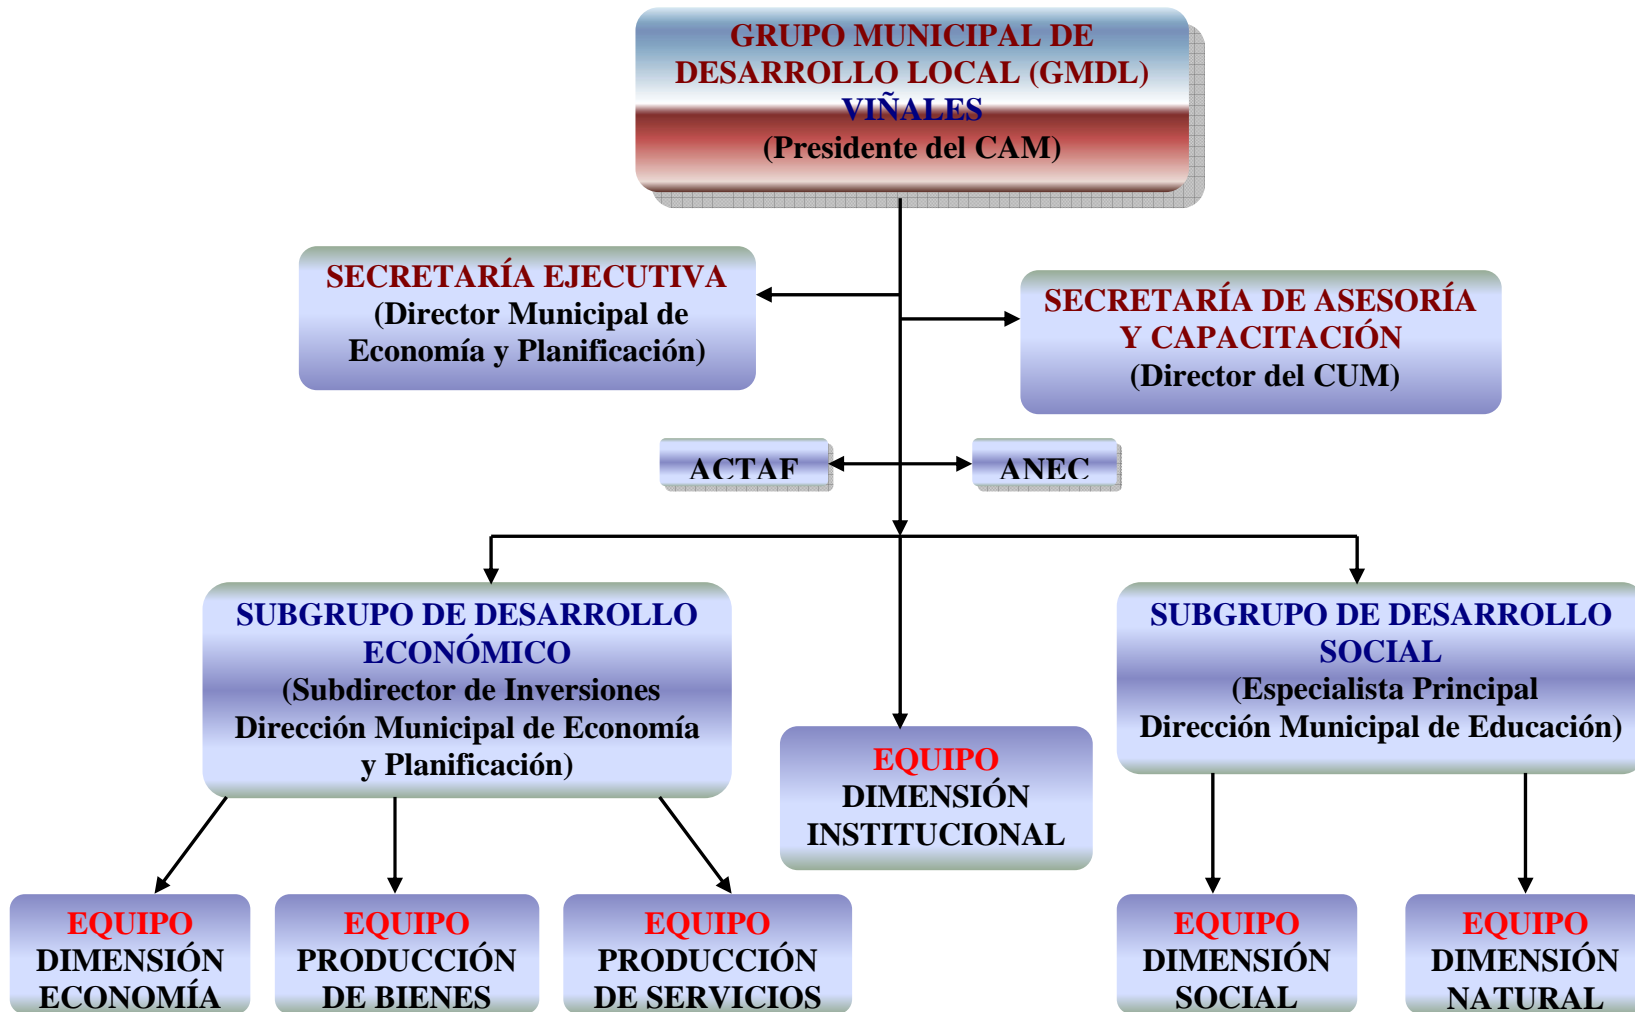 GRUPO MUNICIPAL DE
DESARROLLO LOCAL (GMDL)
VIÑALES
(Presidente del CAM)
SECRETARÍA EJECUTIVA
(Director Municipal de
Economía y Planificación)
SECRETARÍA DE ASESORÍA
Y CAPACITACIÓN
(Director del CUM)
ACTAF
ANEC
SUBGRUPO DE DESARROLLO
ECONÓMICO
(Subdirector de Inversiones
Dirección Municipal de Economía
y Planificación)
SUBGRUPO DE DESARROLLO
SOCIAL
(Especialista Principal
Dirección Municipal de Educación)
EQUIPO
DIMENSIÓN
INSTITUCIONAL
EQUIPO
DIMENSIÓN
ECONOMÍA
EQUIPO
PRODUCCIÓN
DE BIENES
EQUIPO
PRODUCCIÓN
DE SERVICIOS
EQUIPO
DIMENSIÓN
SOCIAL
EQUIPO
DIMENSIÓN
NATURAL